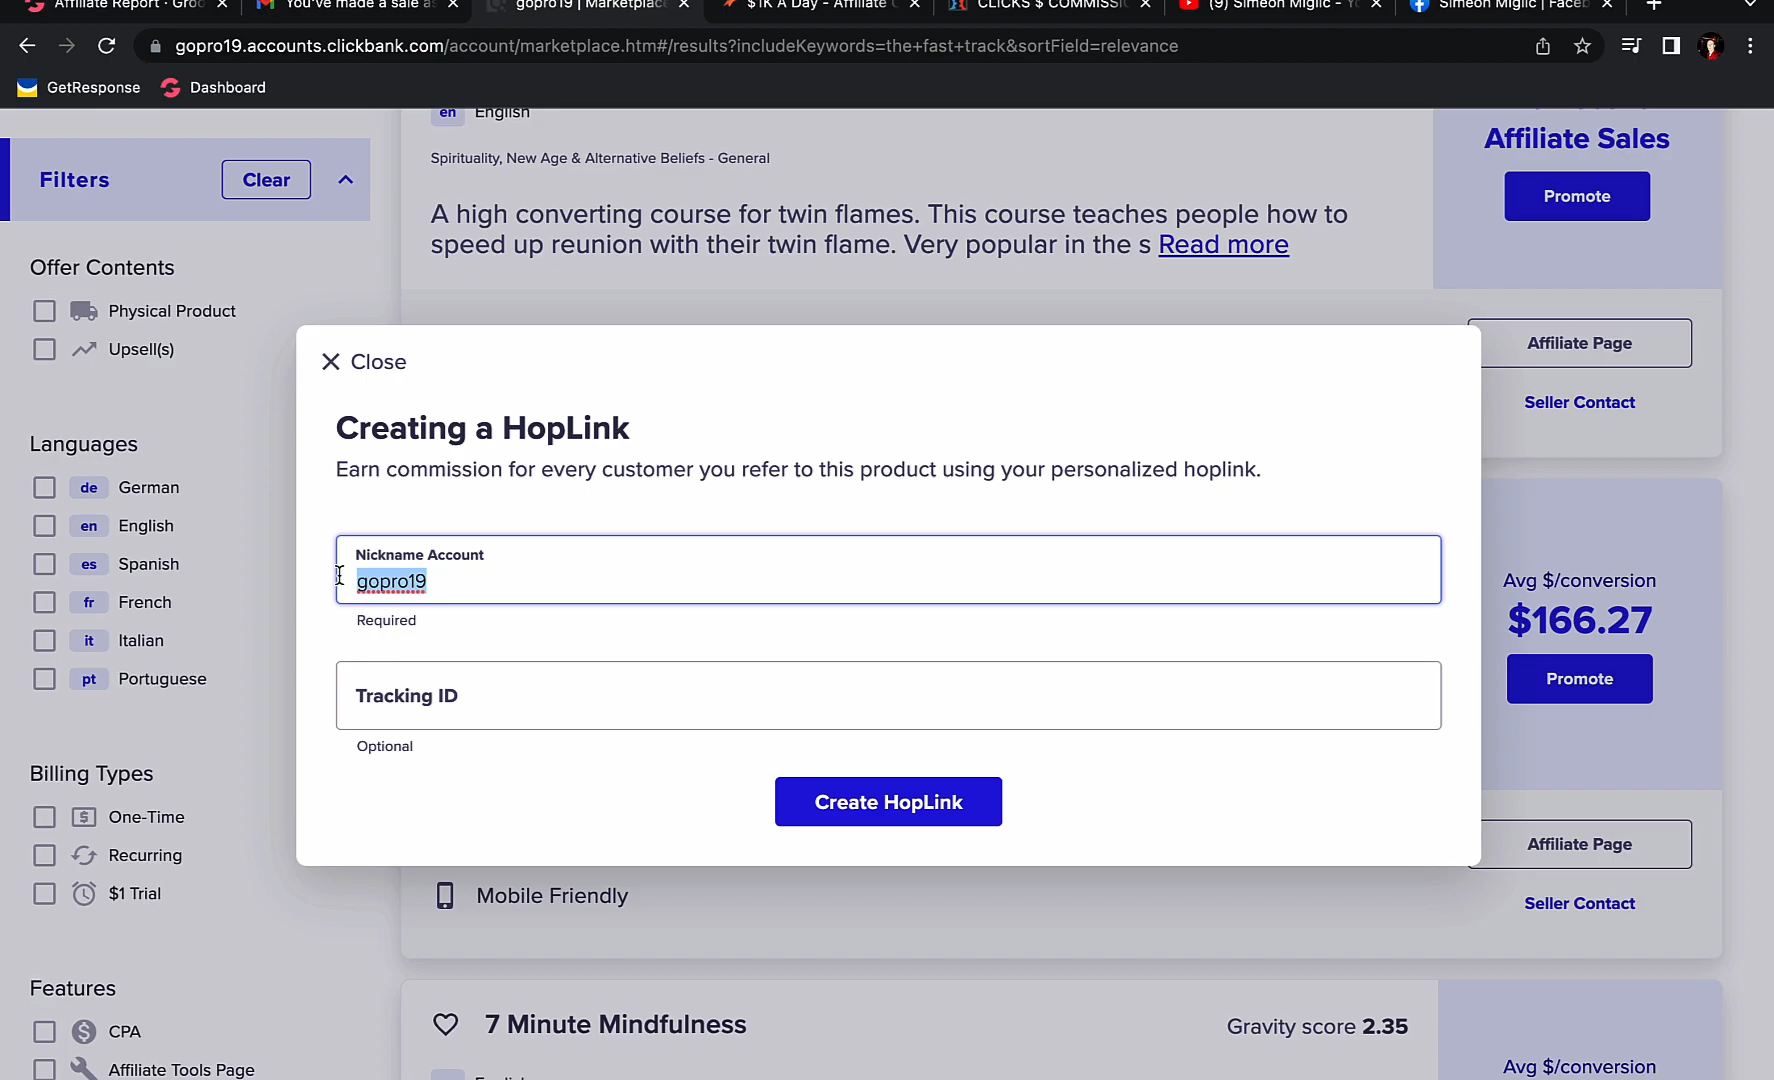 Affiliate Report · Groo
You've made a sale as
gopro19 | Marketplace
$1K A Day - Affiliate
CLICKS $ COMMISSI
(9) Simeon Miglic - Yo
Simeon Miglic | Faceb
gopro19.accounts.clickbank.com/account/marketplace.htm#/results?includeKeywords=the+fast+track&sortField=relevance
GetResponse
Dashboard
en English
Affiliate Sales
Spirituality, New Age & Alternative Beliefs - General
Filters
Clear
Promote
A high converting course for twin flames. This course teaches people how to
speed up reunion with their twin flame. Very popular in the s Read more
Offer Contents
Physical Product
Upsell(s)
Affiliate Page
Seller Contact
Close
Creating a HopLink
Earn commission for every customer you refer to this product using your personalized hoplink.
Languages
de German
en English
es Spanish
fr French
it Italian
pt Portuguese
Nickname Account
gopro19
Required
Tracking ID
Optional
Create HopLink
Avg $/conversion
$166.27
Promote
Billing Types
One-Time
Recurring
$1 Trial
Affiliate Page
Seller Contact
Mobile Friendly
Features
CPA
Affiliate Tools Page
7 Minute Mindfulness
Gravity score 2.35
Avg $/conversion